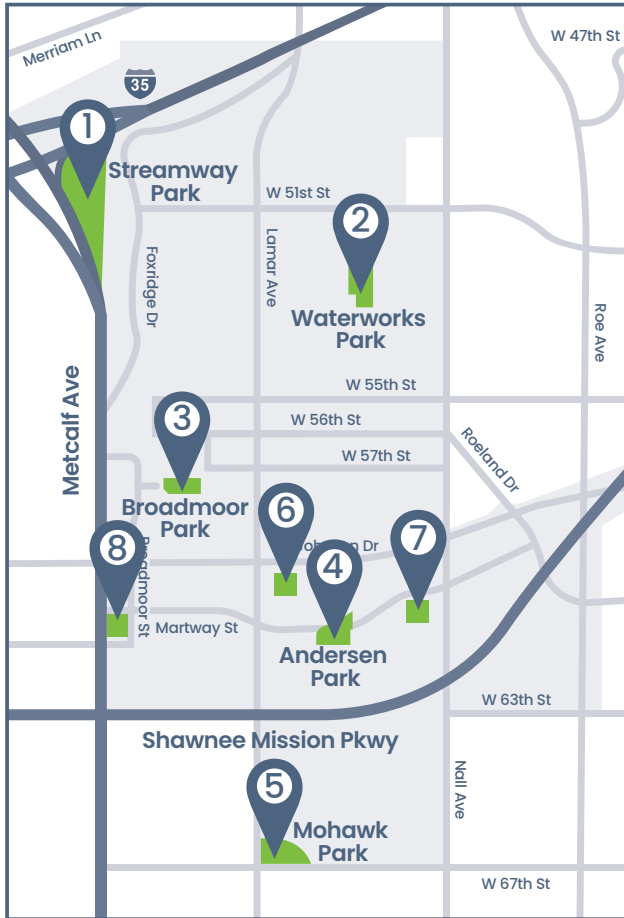 Merriam Ln
W 47th St
35
1
Streamway
Park
W 51st St
2
Foxridge Dr
Lamar Ave
Waterworks
Park
Roe Ave
Metcalf Ave
W 55th St
3
W 56th St
W 57th St
Roeland Dr
Broadmoor
Park
6
7
8
4
Dr
Martway St
Andersen
Park
W 63th St
Shawnee Mission Pkwy
5
Nall Ave
Mohawk
Park
W 67th St